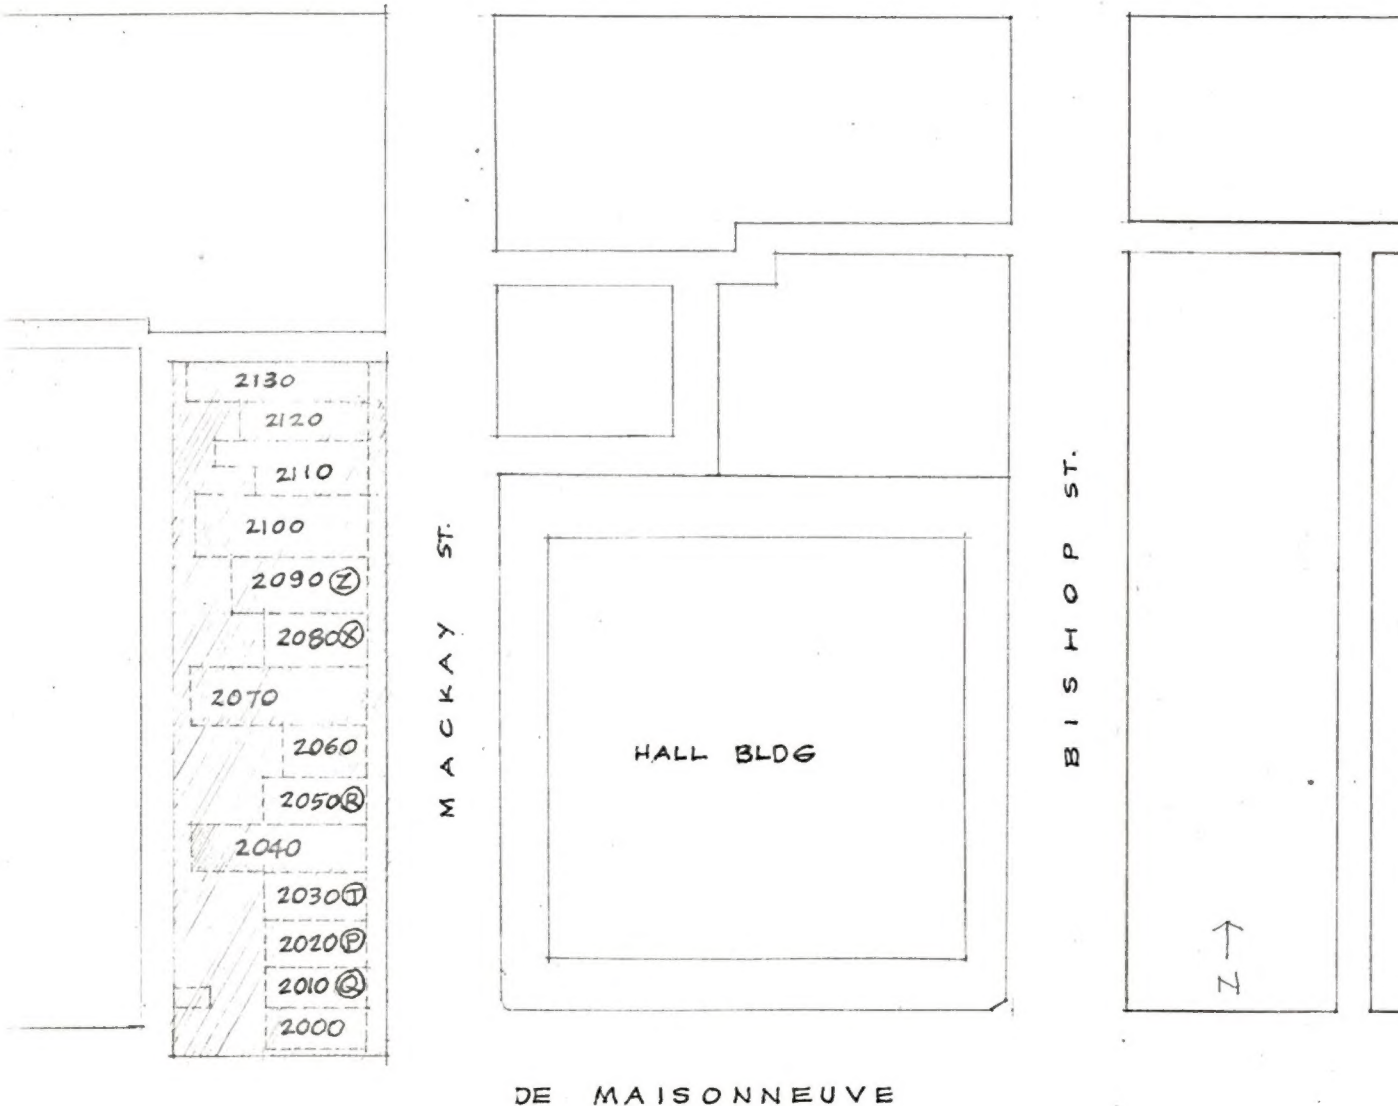 2130
2120
2110
2100
2090 Z
2080 X
2070
2060
2050 R
2040
2030 T
2020 P
2010 Q
2000
MACKAY ST.
HALL BLDG
BISHOP ST.
N
DE MAISONNEUVE